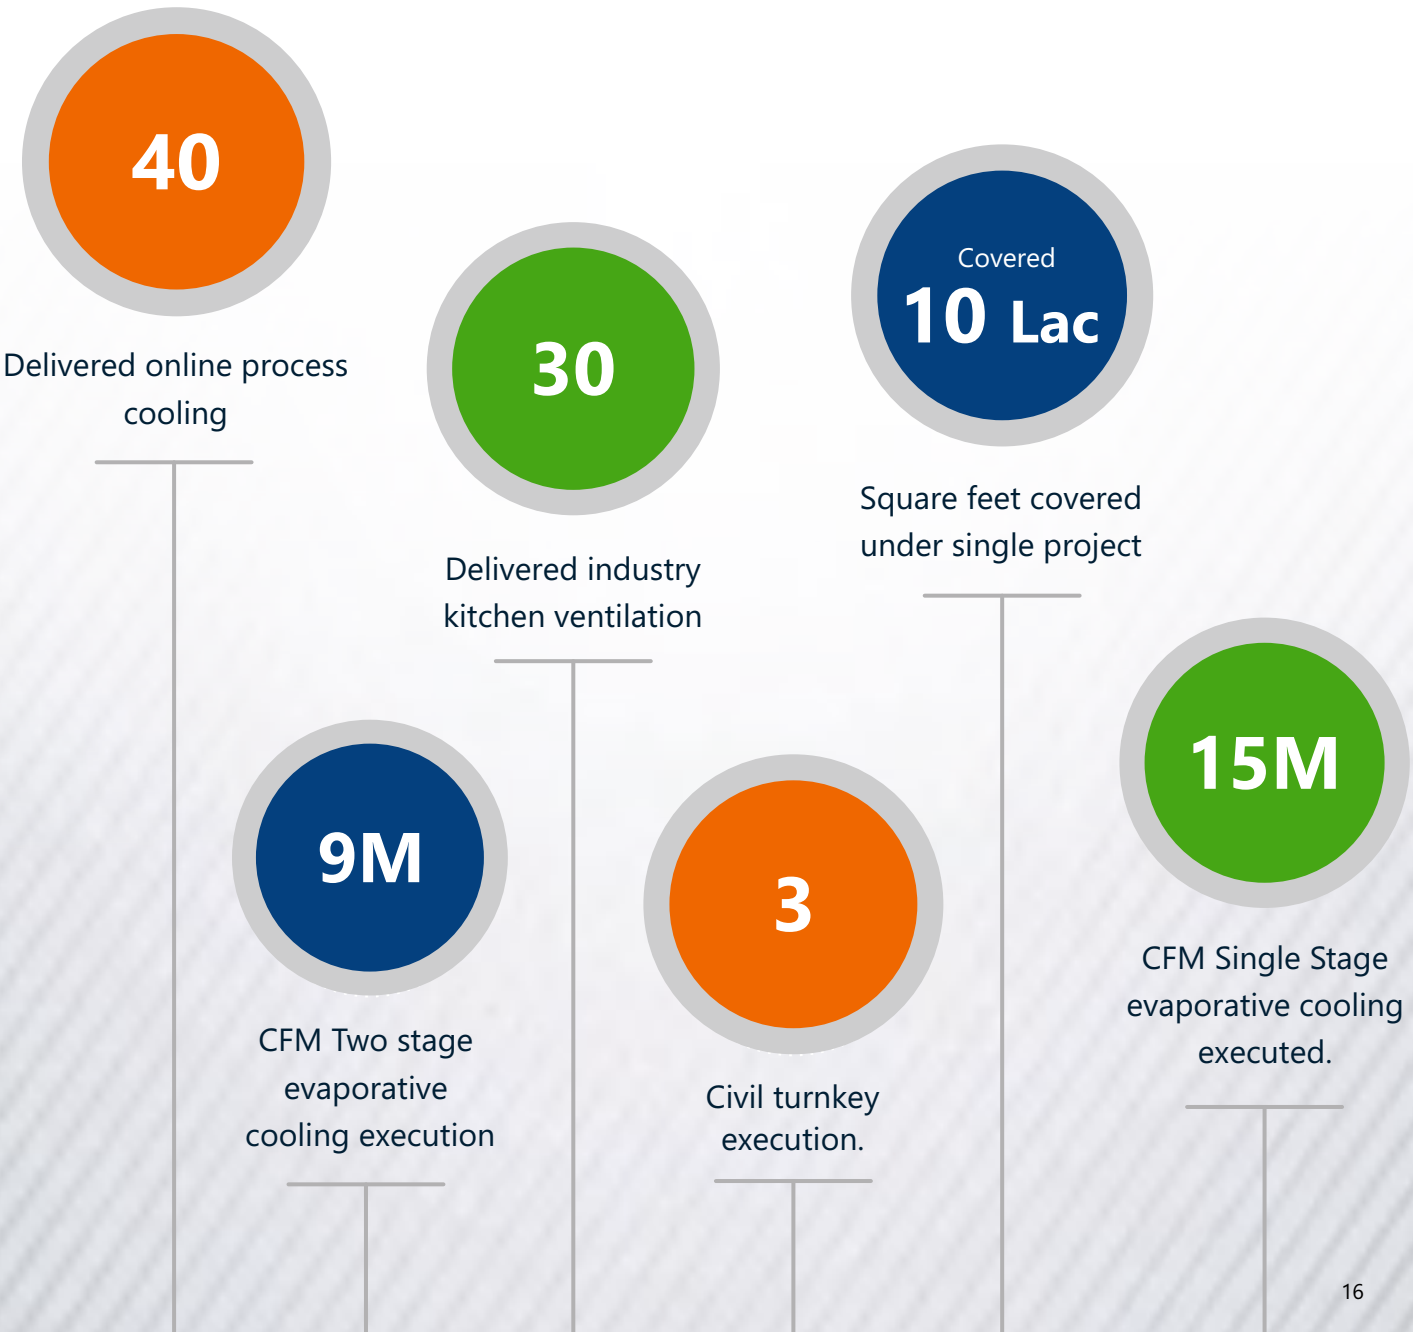 40
Delivered online process
cooling
30
Delivered industry
kitchen ventilation
Covered
10 Lac
Square feet covered
under single project
9M
CFM Two stage
evaporative
cooling execution
3
Civil turnkey
execution.
15M
CFM Single Stage
evaporative cooling
executed.
16